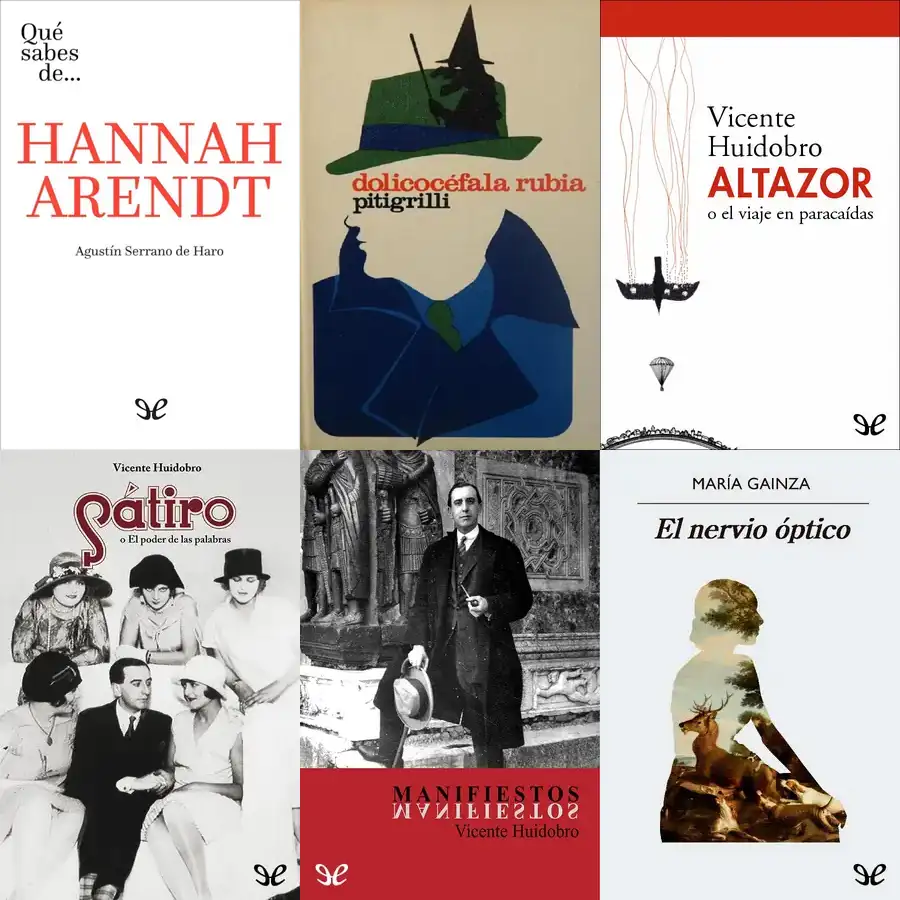 Qué
sabes
de...
HANNAH
ARENDT
Agustín Serrano de Haro
dolicocéfala rubia
pitigrilli
Vicente
Huidobro
ALTAZOR
o el viaje en paracaídas
Vicente Huidobro
Sátiro
o El poder de las palabras
MANIFIESTOS
MANIFIESTOS
Vicente Huidobro
MARÍA GAINZA
El nervio óptico